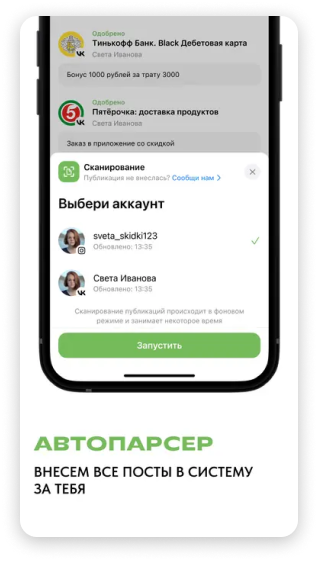 Одобрено
Тинькофф Банк. Black Дебетовая карта
Света Иванова
Бонус 1000 рублей за трату 3000
Одобрено
Пятёрочка: доставка продуктов
Света Иванова
Заказ в приложение со скидкой
Сканирование
Публикация не внеслась? Сообщи нам
Выбери аккаунт
sveta_skidki123
Обновлено: 13:35
Света Иванова
Обновлено: 13:35
Сканирование публикаций происходит в фоновом
режиме и занимает некоторое время
Запустить
АВТОПАРСЕР
ВНЕСЕМ ВСЕ ПОСТЫ В СИСТЕМУ
ЗА ТЕБЯ